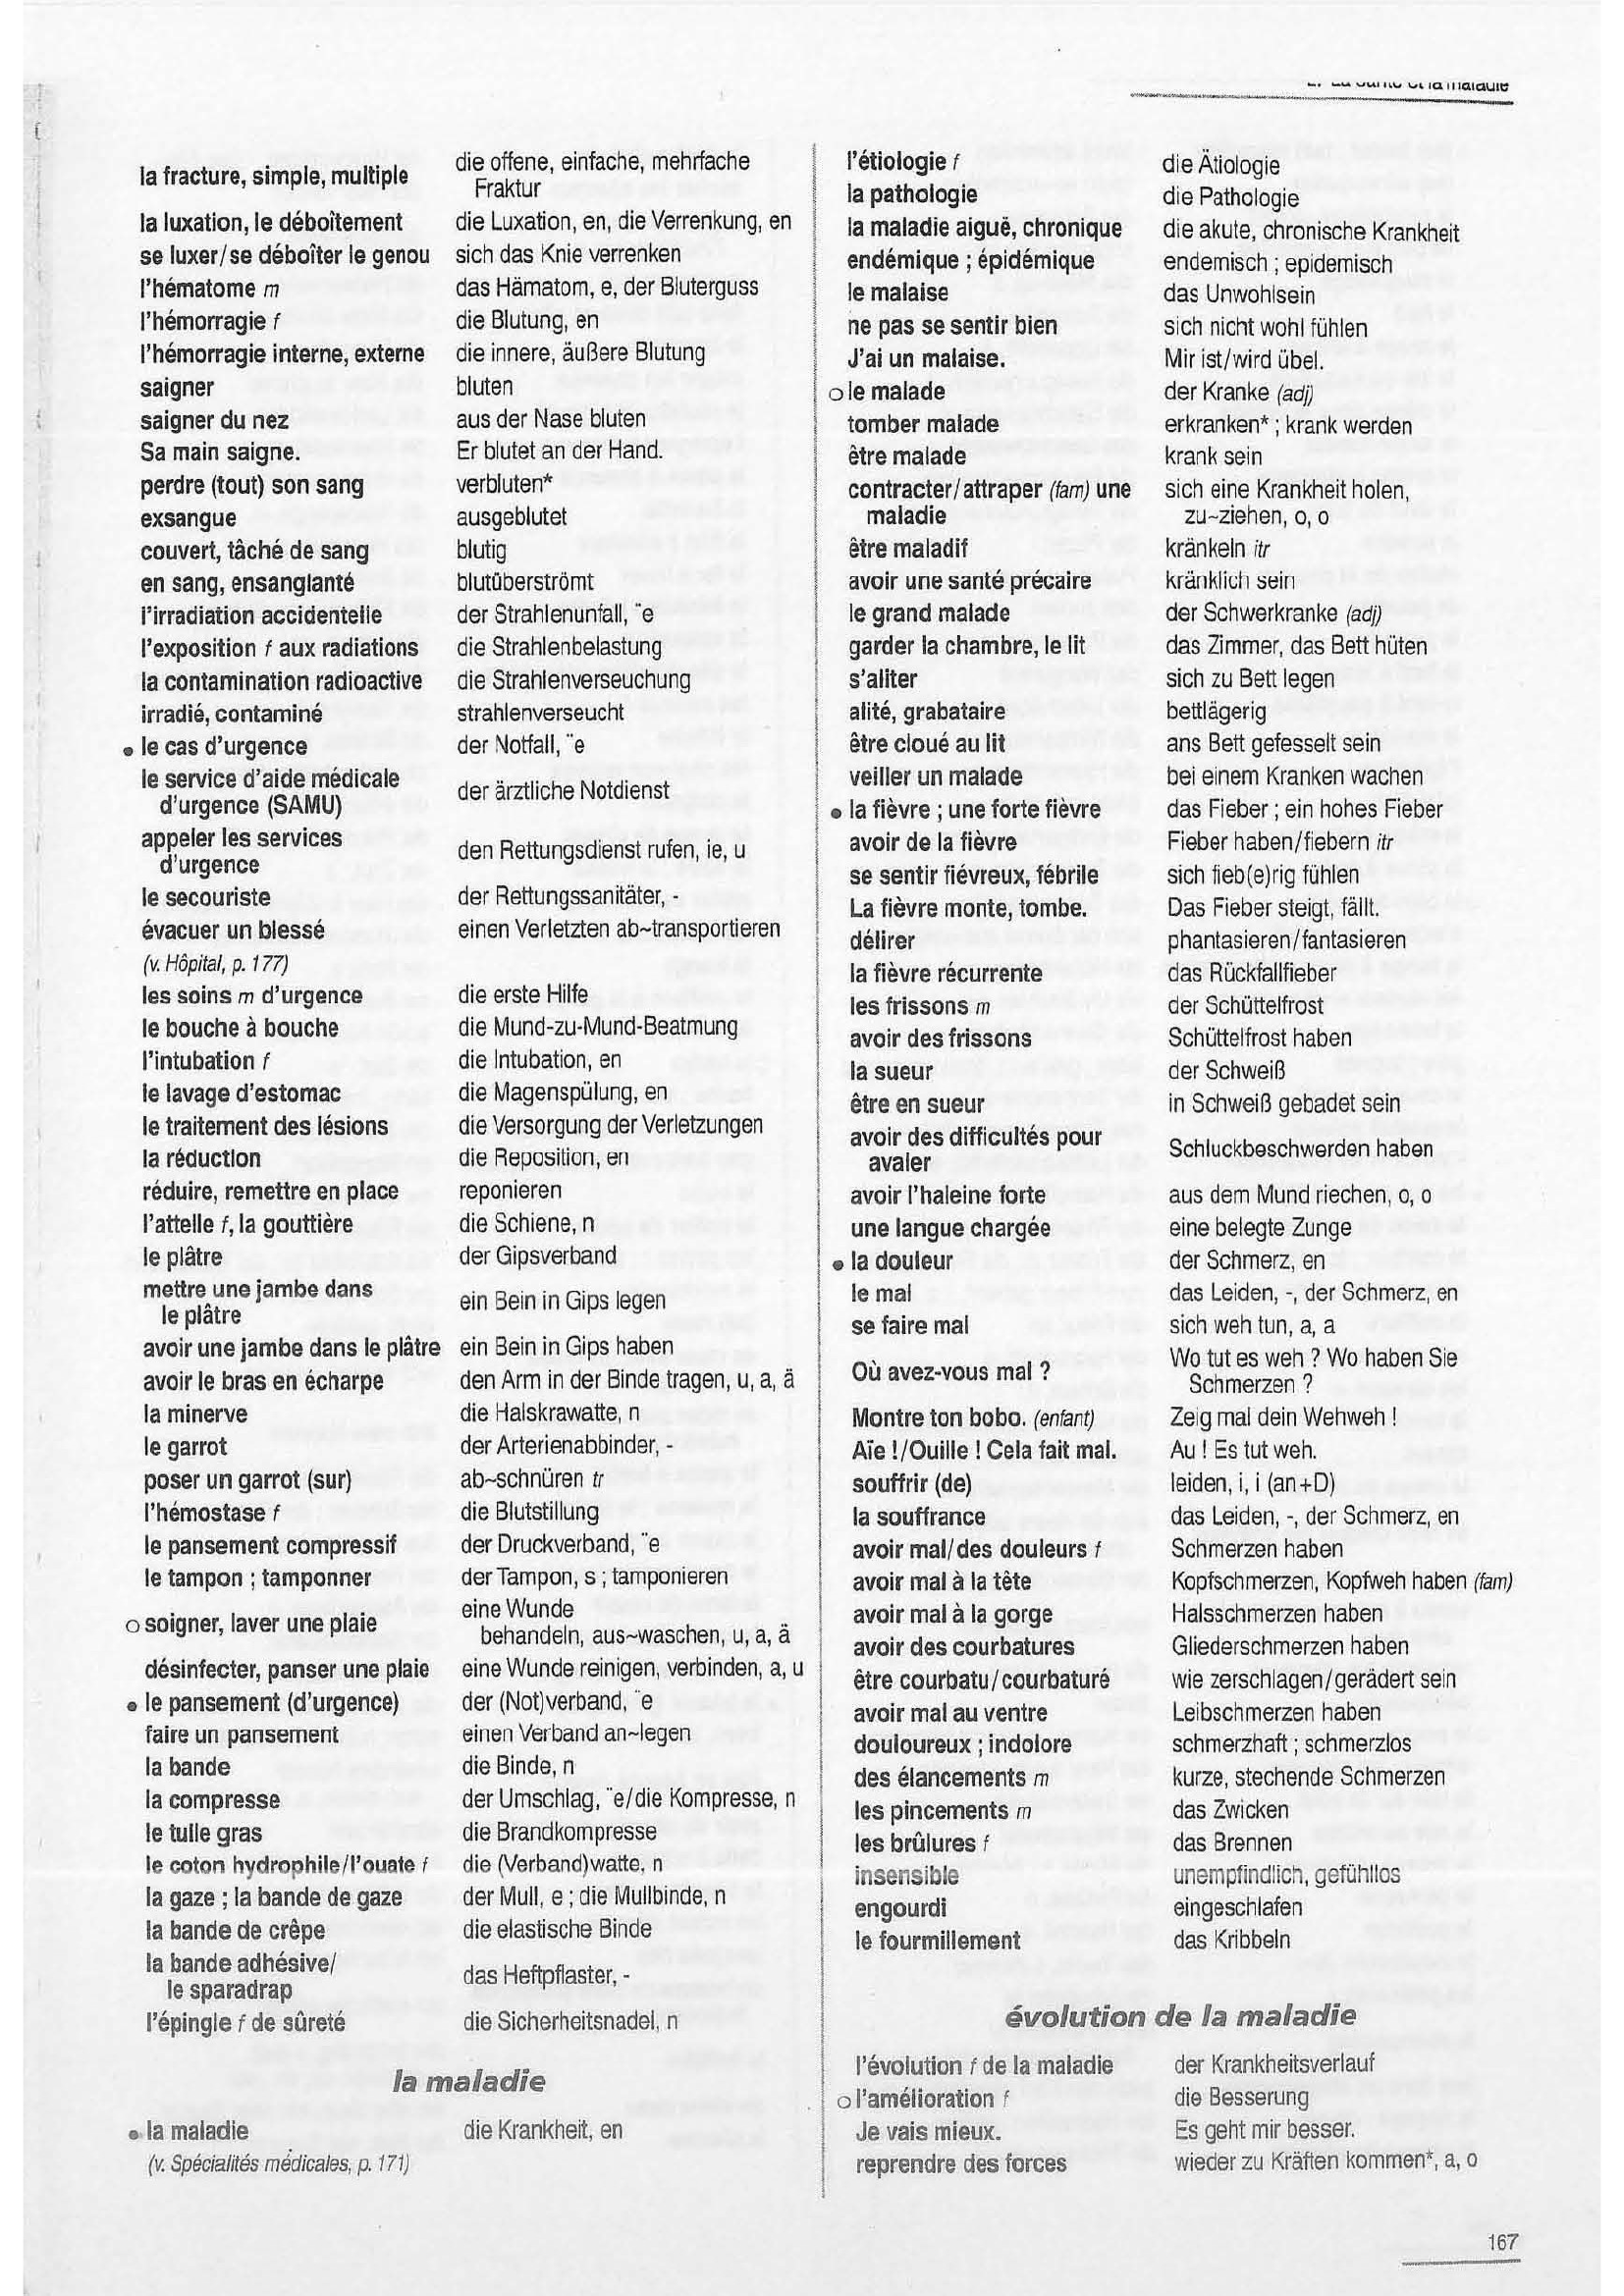 et la maladie
la fracture, simple, multiple die offene, einfache, mehrfache
Fraktur
la luxation, le déboîtement die Luxation, en, die Verrenkung, en
se luxer/se déboîter le genou sich das Knie verrenken
l'hématome m das Hämatom, e, der Bluterguss
l'hémorragie f die Blutung, en
l'hémorragie interne, externe die innere, äußere Blutung
saigner bluten
saigner du nez aus der Nase bluten
Sa main saigne. Er blutet an der Hand.
perdre (tout) son sang verbluten*
exsangue ausgeblutet
couvert, tâché de sang blutig
en sang, ensanglanté blutüberströmt
l'irradiation accidentelle der Strahlenunfall, ¨e
l'exposition f aux radiations die Strahlenbelastung
la contamination radioactive die Strahlenverseuchung
irradié, contaminé strahlenverseucht
• le cas d'urgence der Notfall, ¨e
le service d'aide médicale
d'urgence (SAMU) der ärztliche Notdienst
appeler les services
d'urgence den Rettungsdienst rufen, ie, u
le secouriste der Rettungssanitäter, -
évacuer un blessé einen Verletzten ab~transportieren
(v. Hôpital, p. 177)
les soins m d'urgence die erste Hilfe
le bouche à bouche die Mund-zu-Mund-Beatmung
l'intubation f die Intubation, en
le lavage d'estomac die Magenspülung, en
le traitement des lésions die Versorgung der Verletzungen
la réduction die Reposition, en
réduire, remettre en place reponieren
l'attelle f, la gouttière die Schiene, n
le plâtre der Gipsverband
mettre une jambe dans
le plâtre ein Bein in Gips legen
avoir une jambe dans le plâtre ein Bein in Gips haben
avoir le bras en écharpe den Arm in der Binde tragen, u, a, ä
la minerve die Halskrawatte, n
le garrot der Arterienabbinder, -
poser un garrot (sur) ab~schnüren tr
l'hémostase f die Blutstillung
le pansement compressif der Druckverband, ¨e
le tampon ; tamponner der Tampon, s ; tamponieren
o soigner, laver une plaie eine Wunde
behandeln, aus~waschen, u, a, ä
désinfecter, panser une plaie eine Wunde reinigen, verbinden, a, u
• le pansement (d'urgence) der (Not)verband, ¨e
faire un pansement einen Verband an~legen
la bande die Binde, n
la compresse der Umschlag, ¨e/die Kompresse, n
le tulle gras die Brandkompresse
le coton hydrophile/l'ouate f die (Verband)watte, n
la gaze ; la bande de gaze der Mull, e ; die Mullbinde, n
la bande de crêpe die elastische Binde
la bande adhésive/
le sparadrap das Heftpflaster, -
l'épingle f de sûreté die Sicherheitsnadel, n
la maladie
• la maladie die Krankheit, en
(v. Spécialités médicales, p. 171)
l'étiologie f die Ätiologie
la pathologie die Pathologie
la maladie aiguë, chronique die akute, chronische Krankheit
endémique ; épidémique endemisch ; epidemisch
le malaise das Unwohlsein
ne pas se sentir bien sich nicht wohl fühlen
J'ai un malaise. Mir ist/wird übel.
o le malade der Kranke (adj)
tomber malade erkranken* ; krank werden
être malade krank sein
contracter/attraper (fam) une sich eine Krankheit holen,
maladie zu~ziehen, o, o
être maladif kränkeln itr
avoir une santé précaire kränklich sein
le grand malade der Schwerkranke (adj)
garder la chambre, le lit das Zimmer, das Bett hüten
s'aliter sich zu Bett legen
alité, grabataire bettlägerig
être cloué au lit ans Bett gefesselt sein
veiller un malade bei einem Kranken wachen
• la fièvre ; une forte fièvre das Fieber ; ein hohes Fieber
avoir de la fièvre Fieber haben/fiebern itr
se sentir fiévreux, fébrile sich fieb(e)rig fühlen
La fièvre monte, tombe. Das Fieber steigt, fällt.
délirer phantasieren/fantasieren
la fièvre récurrente das Rückfallfieber
les frissons m der Schüttelfrost
avoir des frissons Schüttelfrost haben
la sueur der Schweiß
être en sueur in Schweiß gebadet sein
avoir des difficultés pour
avaler Schluckbeschwerden haben
avoir l'haleine forte aus dem Mund riechen, o, o
une langue chargée eine belegte Zunge
• la douleur der Schmerz, en
le mal das Leiden, -, der Schmerz, en
se faire mal sich weh tun, a, a
Où avez-vous mal ? Wo tut es weh ? Wo haben Sie
Schmerzen ?
Montre ton bobo. (enfant) Zeig mal dein Wehweh !
Aïe !/Ouille ! Cela fait mal. Au ! Es tut weh.
souffrir (de) leiden, i, i (an+D)
la souffrance das Leiden, -, der Schmerz, en
avoir mal/des douleurs f Schmerzen haben
avoir mal à la tête Kopfschmerzen, Kopfweh haben (fam)
avoir mal à la gorge Halsschmerzen haben
avoir des courbatures Gliederschmerzen haben
être courbatu/courbaturé wie zerschlagen/gerädert sein
avoir mal au ventre Leibschmerzen haben
douloureux ; indolore schmerzhaft ; schmerzlos
des élancements m kurze, stechende Schmerzen
les pincements m das Zwicken
les brûlures f das Brennen
insensible unempfindlich, gefühllos
engourdi eingeschlafen
le fourmillement das Kribbeln
évolution de la maladie
l'évolution f de la maladie der Krankheitsverlauf
o l'amélioration f die Besserung
Je vais mieux. Es geht mir besser.
reprendre des forces wieder zu Kräften kommen*, a, o
167